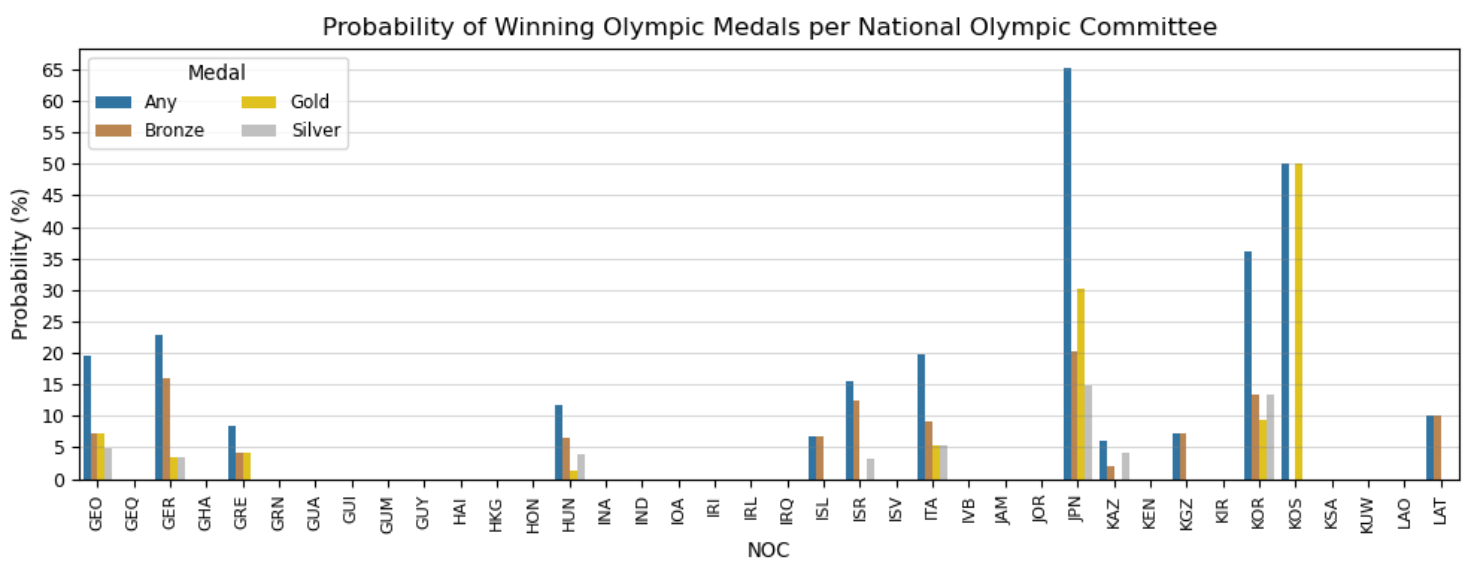 Probability of Winning Olympic Medals per National Olympic Committee
Medal
Any
Gold
Bronze
Silver
Probability (%)
65
60
55
50
45
40
35
30
25
20
15
10
5
0
GEO
GEQ
GER
GHA
GRE
GRN
GUA
GUI
GUM
GUY
HAI
HKG
HON
HUN
INA
IND
IOA
IRI
IRL
IRQ
ISL
ISR
ISV
ITA
IVB
JAM
JOR
JPN
KAZ
KEN
KGZ
KIR
KOR
KOS
KSA
KUW
LAO
LAT
NOC